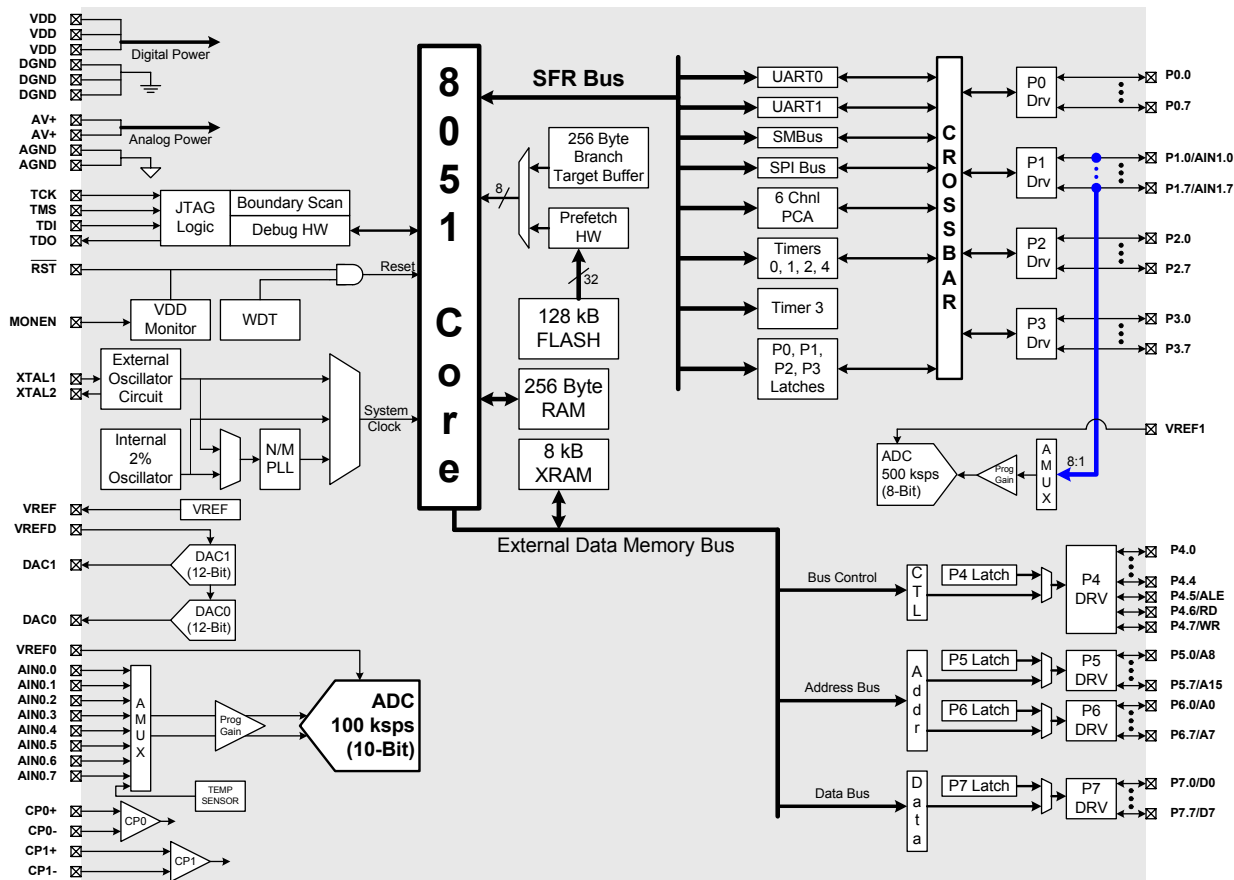 VDD
VDD
VDD
DGND
DGND
DGND
Digital Power
AV+
AV+
AGND
AGND
Analog Power
TCK
TMS
TDI
TDO
JTAG
Logic
Boundary Scan
Debug HW
RST
MONEN
VDD
Monitor
WDT
Reset
XTAL1
XTAL2
External
Oscillator
Circuit
Internal
2%
Oscillator
N/M
PLL
System
Clock
VREF
VREF
VREFD
DAC1
DAC1
(12-Bit)
DAC0
DAC0
(12-Bit)
VREF0
AIN0.0
AIN0.1
AIN0.2
AIN0.3
AIN0.4
AIN0.5
AIN0.6
AIN0.7
AMUX
Prog
Gain
ADC
100 ksps
(10-Bit)
TEMP
SENSOR
CP0+
CP0-
CP0
CP1+
CP1-
CP1
8051 Core
SFR Bus
8
256 Byte
Branch
Target Buffer
Prefetch
HW
32
128 kB
FLASH
256 Byte
RAM
8 kB
XRAM
External Data Memory Bus
UART0
UART1
SMBus
SPI Bus
6 Chnl
PCA
Timers
0, 1, 2, 4
Timer 3
P0, P1,
P2, P3
Latches
CROSSBAR
P0
Drv
P0.0
P0.7
P1
Drv
P1.0/AIN1.0
P1.7/AIN1.7
P2
Drv
P2.0
P2.7
P3
Drv
P3.0
P3.7
VREF1
ADC
500 ksps
(8-Bit)
Prog
Gain
AMUX
8:1
Bus Control
CTL
P4 Latch
P4
DRV
P4.0
P4.4
P4.5/ALE
P4.6/RD
P4.7/WR
Address Bus
Addr
P5 Latch
P5
DRV
P5.0/A8
P5.7/A15
P6 Latch
P6
DRV
P6.0/A0
P6.7/A7
Data Bus
Data
P7 Latch
P7
DRV
P7.0/D0
P7.7/D7